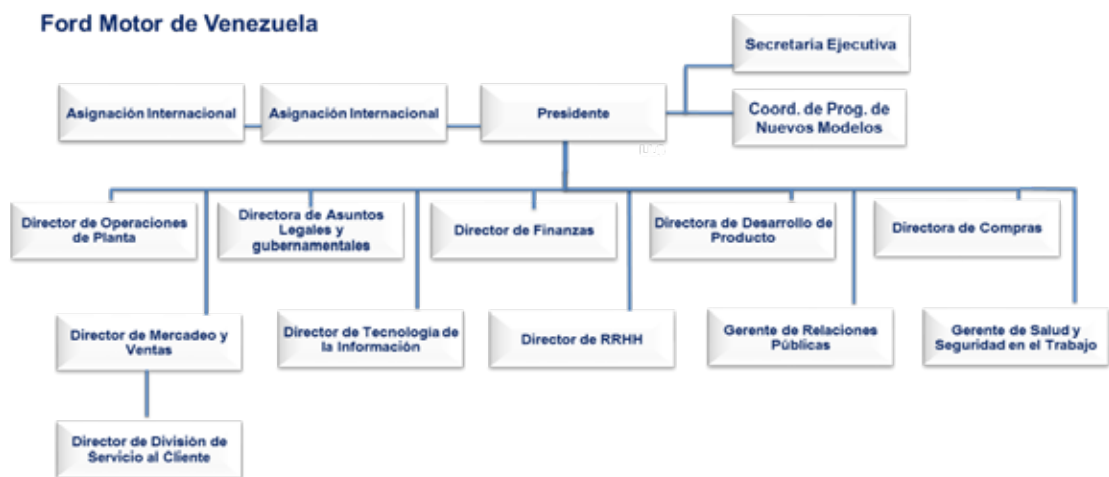 Ford Motor de Venezuela
Secretaria Ejecutiva
Asignación Internacional
Asignación Internacional
Presidente
Coord. de Prog. de
Nuevos Modelos
Director de Operaciones
de Planta
Directora de Asuntos
Legales y
gubernamentales
Director de Finanzas
Directora de Desarrollo de
Producto
Directora de Compras
Director de Mercadeo y
Ventas
Director de Tecnología de
la Información
Director de RRHH
Gerente de Relaciones
Públicas
Gerente de Salud y
Seguridad en el Trabajo
Director de División de
Servicio al Cliente